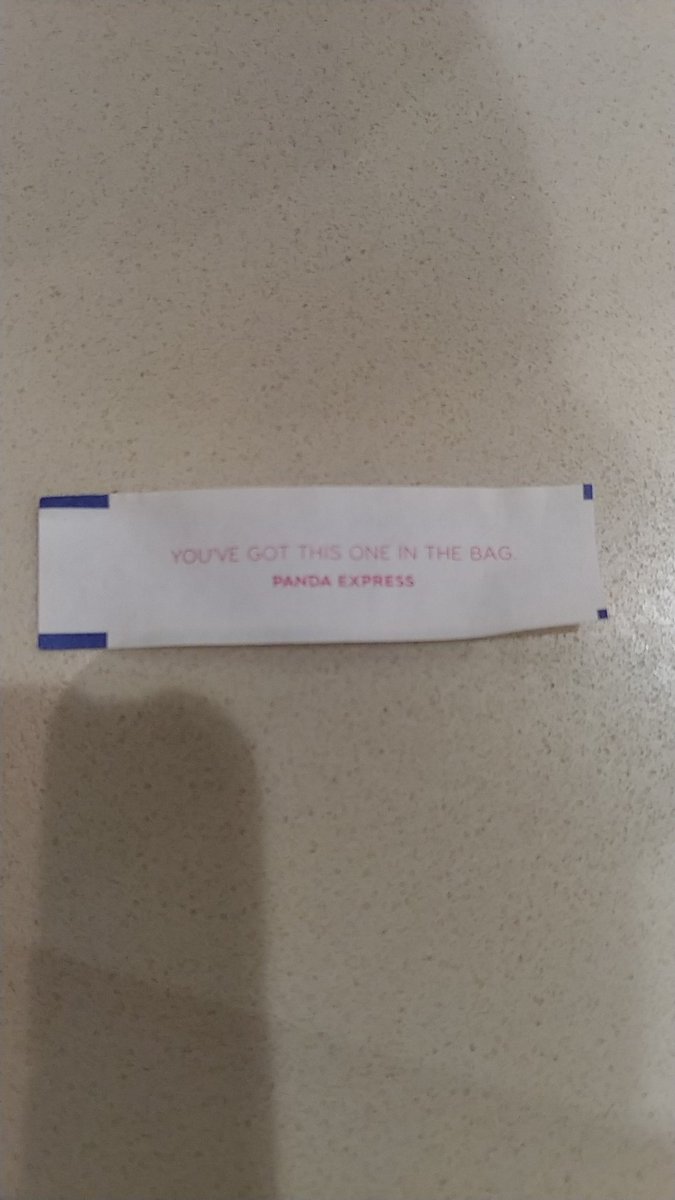 YOU'VE GOT THIS ONE IN THE BAG.
PANDA EXPRESS